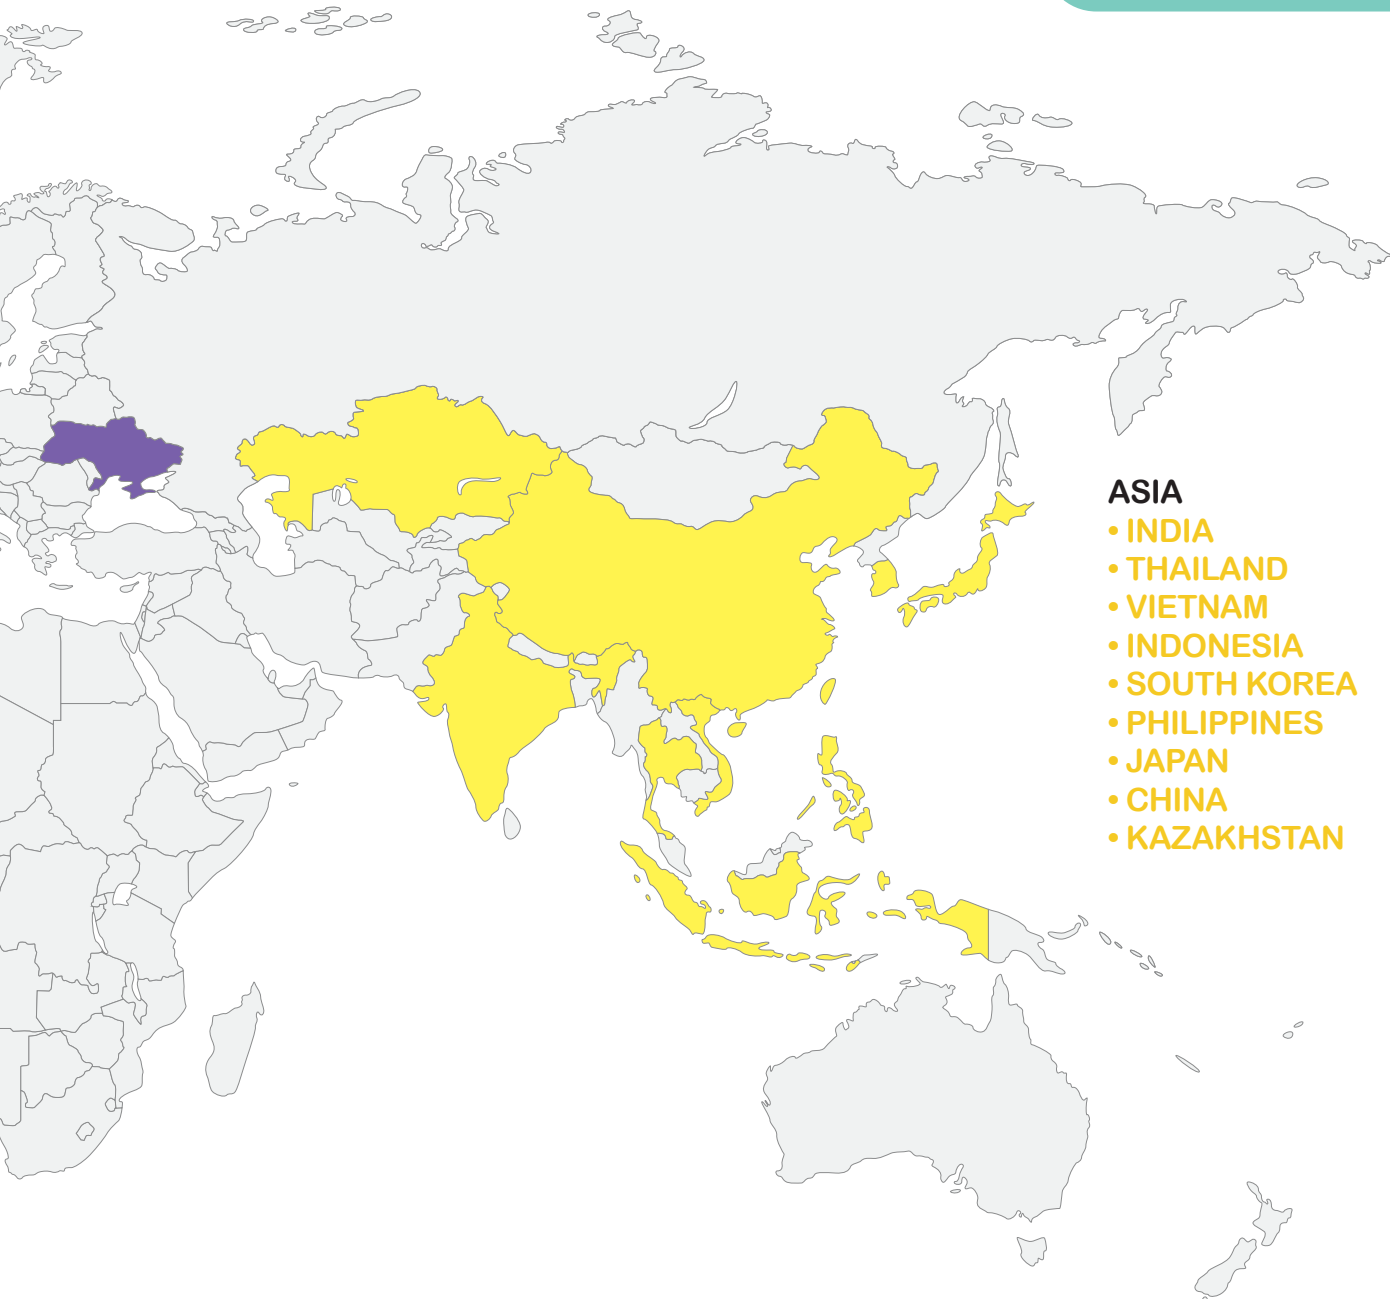 ASIA
• INDIA
• THAILAND
• VIETNAM
• INDONESIA
• SOUTH KOREA
• PHILIPPINES
• JAPAN
• CHINA
• KAZAKHSTAN